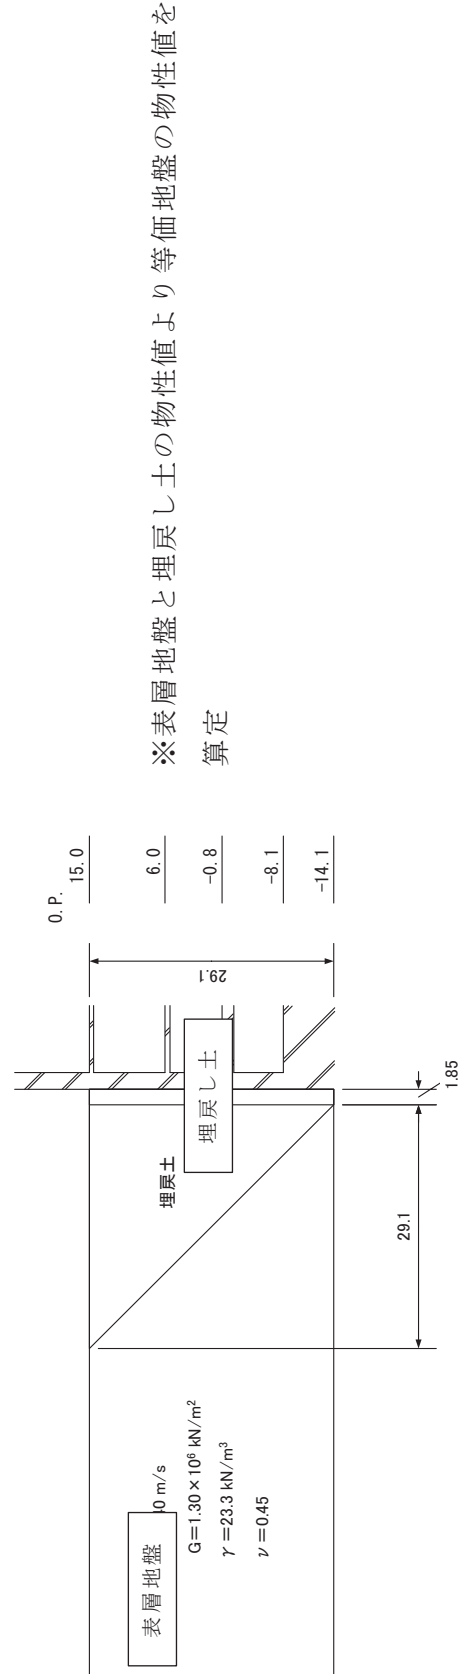 ※表層地盤と埋戻し土の物性値より等価地盤の物性値を
算定
O.P.
15.0
6.0
-0.8
-8.1
-14.1
29.1
埋戻し土
埋戻土
1.85
29.1
表層地盤
40 m/s
G=1.30×10⁶ kN/m²
γ=23.3 kN/m³
ν=0.45